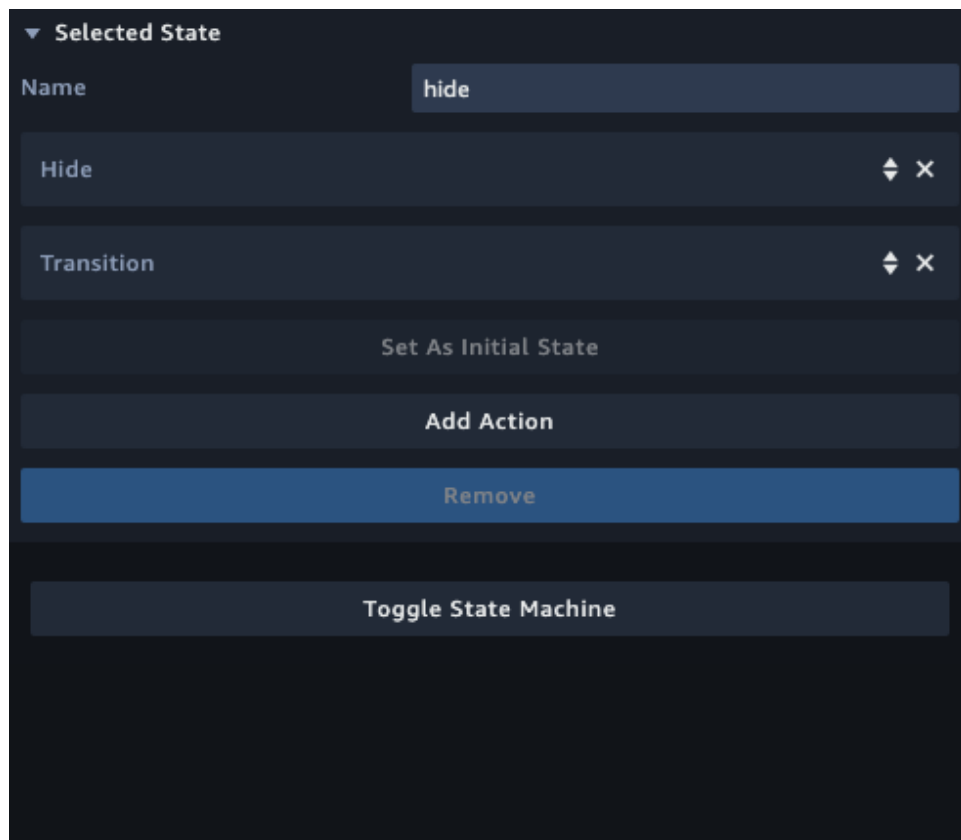 Selected State
Name
hide
Hide
Transition
Set As Initial State
Add Action
Remove
Toggle State Machine